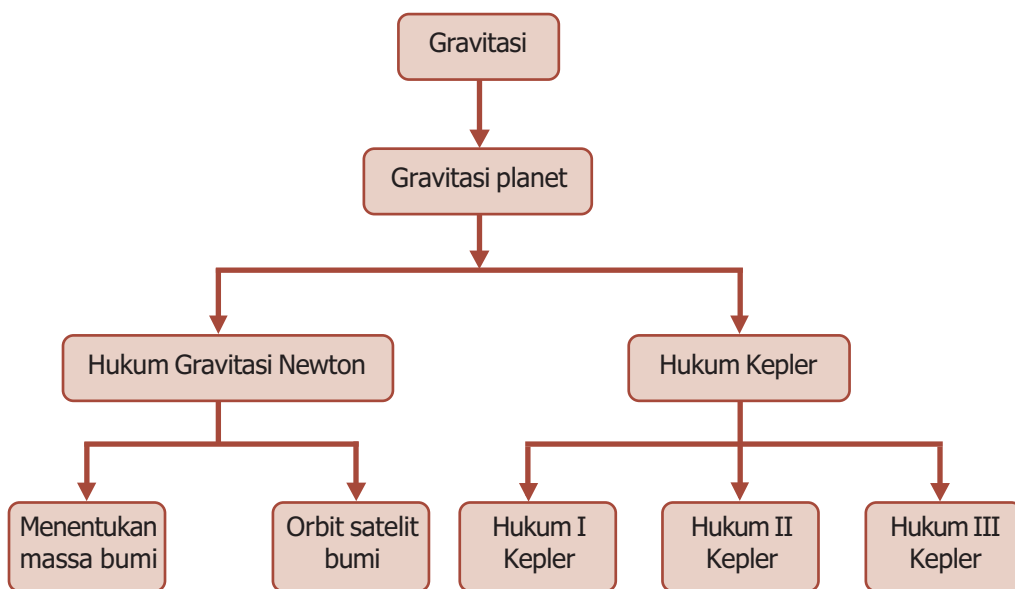 Gravitasi
Gravitasi planet
Hukum Gravitasi Newton
Hukum Kepler
Menentukan
massa bumi
Orbit satelit
bumi
Hukum I
Kepler
Hukum II
Kepler
Hukum III
Kepler